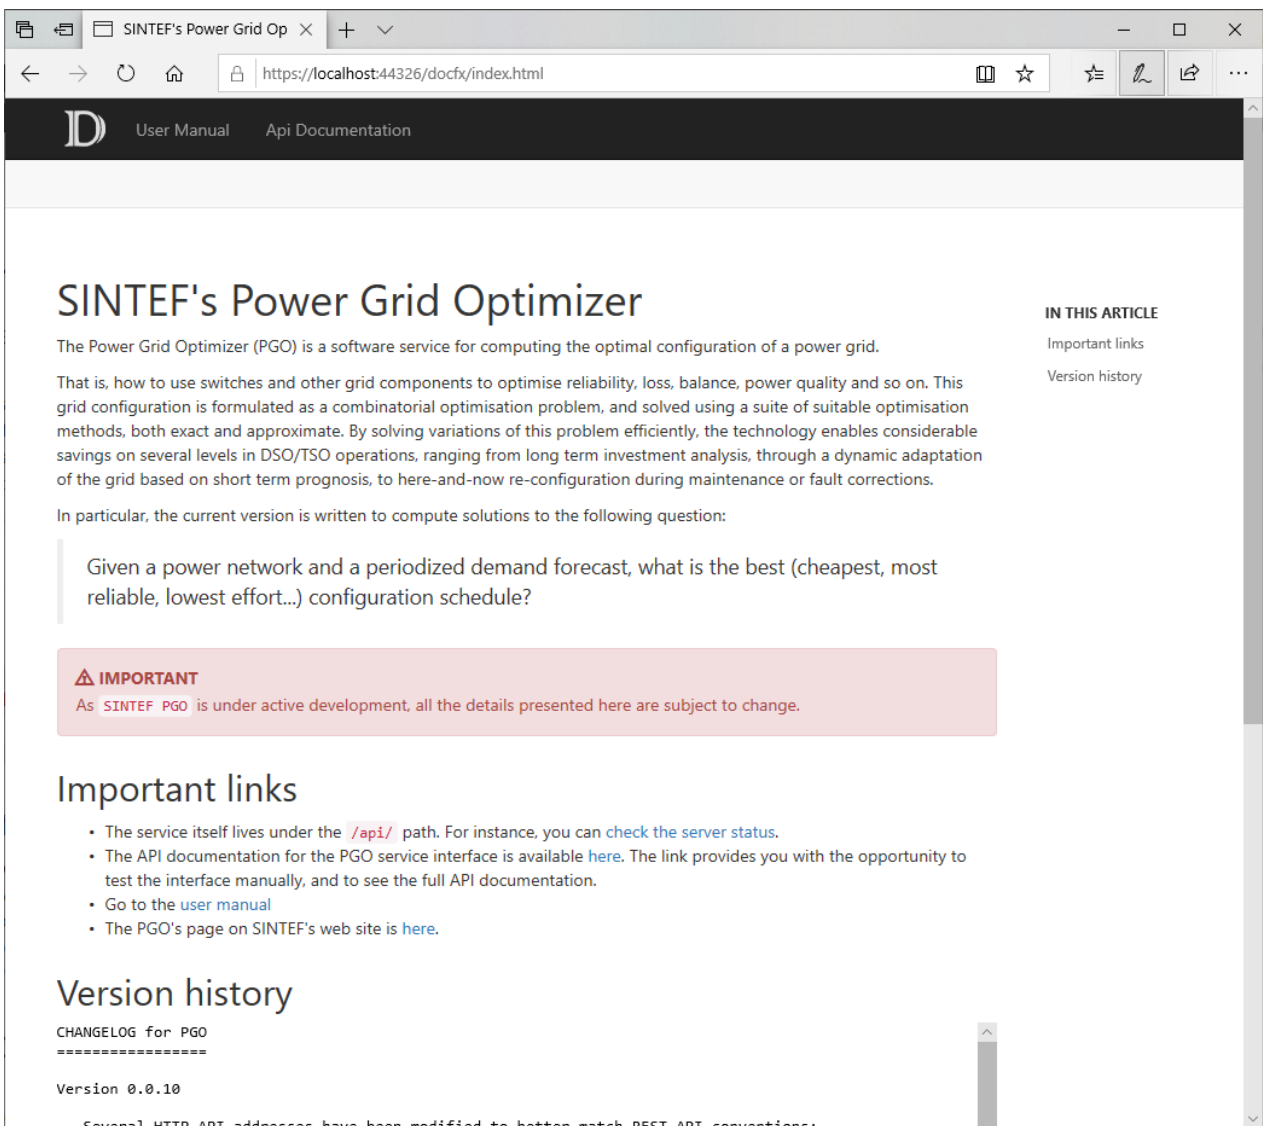 SINTEF's Power Grid Op
https://localhost:44326/docfx/index.html
User Manual Api Documentation
SINTEF's Power Grid Optimizer
The Power Grid Optimizer (PGO) is a software service for computing the optimal configuration of a power grid.
That is, how to use switches and other grid components to optimise reliability, loss, balance, power quality and so on. This
grid configuration is formulated as a combinatorial optimisation problem, and solved using a suite of suitable optimisation
methods, both exact and approximate. By solving variations of this problem efficiently, the technology enables considerable
savings on several levels in DSO/TSO operations, ranging from long term investment analysis, through a dynamic adaptation
of the grid based on short term prognosis, to here-and-now re-configuration during maintenance or fault corrections.
In particular, the current version is written to compute solutions to the following question:
Given a power network and a periodized demand forecast, what is the best (cheapest, most
reliable, lowest effort...) configuration schedule?
IMPORTANT
As SINTEF PGO is under active development, all the details presented here are subject to change.
Important links
• The service itself lives under the /api/ path. For instance, you can check the server status.
• The API documentation for the PGO service interface is available here. The link provides you with the opportunity to
test the interface manually, and to see the full API documentation.
• Go to the user manual
• The PGO's page on SINTEF's web site is here.
Version history
CHANGELOG for PGO
=================
Version 0.0.10
Several HTTP API addresses have been modified to better match REST API conventions:
IN THIS ARTICLE
Important links
Version history